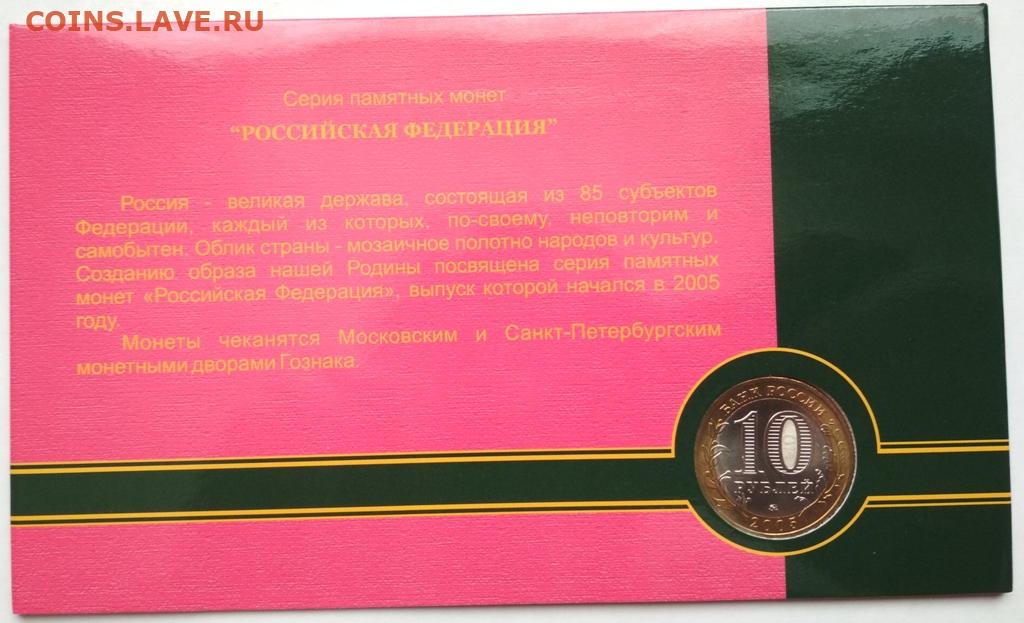 COINS.LAVE.RU
Серия памятных монет
“РОССИЙСКАЯ ФЕДЕРАЦИЯ”
Россия - великая держава, состоящая из 85 субъектов
Федерации, каждый из которых, по-своему, неповторим и
самобытен. Облик страны - мозаичное полотно народов и культур.
Созданию образа нашей Родины посвящена серия памятных
монет «Российская Федерация», выпуск которой начался в 2005
году.
Монеты чеканятся Московским и Санкт-Петербургским
монетными дворами Гознака.
БАНК РОССИИ
10
РУБЛЕЙ
2005